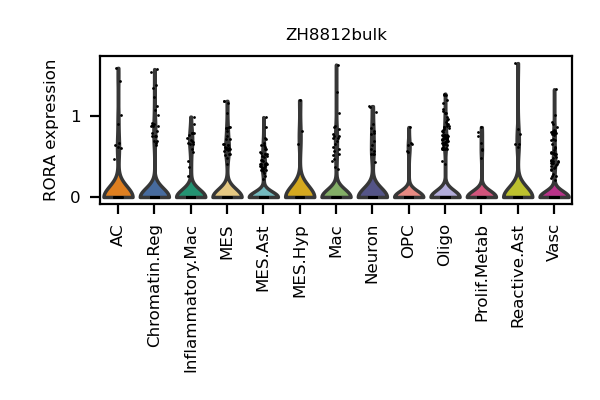 ZH8812bulk
RORA expression
1
0
AC
Chromatin.Reg
Inflammatory.Mac
MES
MES.Ast
MES.Hyp
Mac
Neuron
OPC
Oligo
Prolif.Metab
Reactive.Ast
Vasc